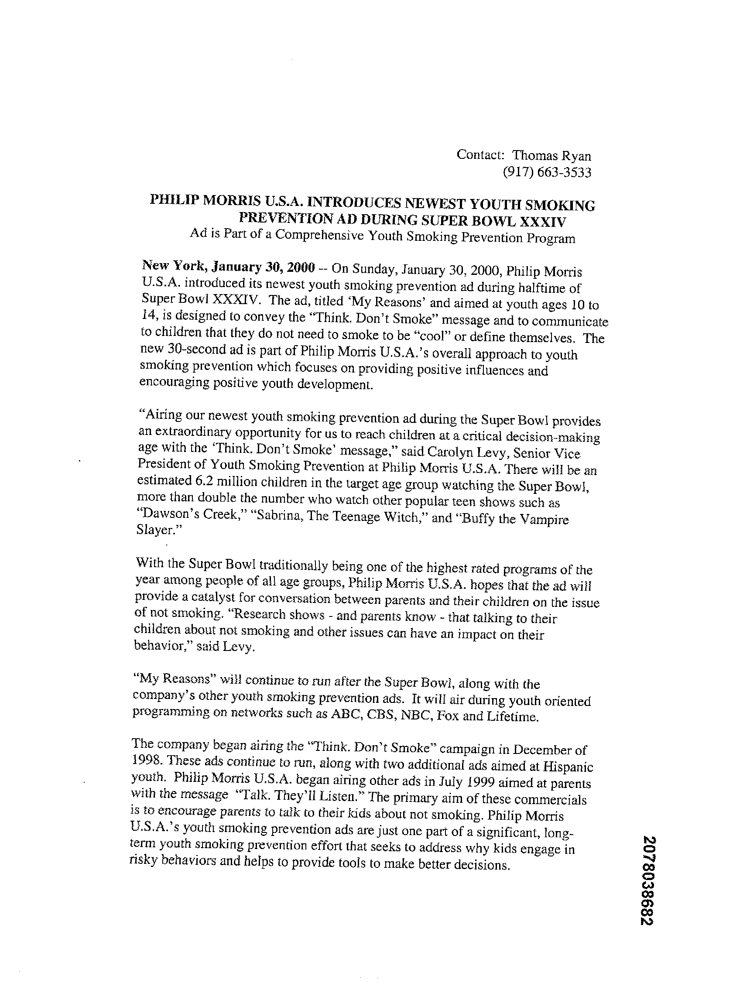 Contact: Thomas Ryan
(917) 663-3533
PHILIP MORRIS U.S.A. INTRODUCES NEWEST YOUTH SMOKING
PREVENTION AD DURING SUPER BOWL XXXIV
Ad is Part of a Comprehensive Youth Smoking Prevention Program
New York, January 30, 2000 -- On Sunday, January 30, 2000, Philip Morris
U.S.A. introduced its newest youth smoking prevention ad during halftime of
Super Bowl XXXIV. The ad, titled ‘My Reasons’ and aimed at youth ages 10 to
14, is designed to convey the “Think. Don’t Smoke” message and to communicate
to children that they do not need to smoke to be “cool” or define themselves. The
new 30-second ad is part of Philip Morris U.S.A.’s overall approach to youth
smoking prevention which focuses on providing positive influences and
encouraging positive youth development.
“Airing our newest youth smoking prevention ad during the Super Bowl provides
an extraordinary opportunity for us to reach children at a critical decision-making
age with the ‘Think. Don’t Smoke’ message,” said Carolyn Levy, Senior Vice
President of Youth Smoking Prevention at Philip Morris U.S.A. There will be an
estimated 6.2 million children in the target age group watching the Super Bowl,
more than double the number who watch other popular teen shows such as
“Dawson’s Creek,” “Sabrina, The Teenage Witch,” and “Buffy the Vampire
Slayer.”
With the Super Bowl traditionally being one of the highest rated programs of the
year among people of all age groups, Philip Morris U.S.A. hopes that the ad will
provide a catalyst for conversation between parents and their children on the issue
of not smoking. “Research shows - and parents know - that talking to their
children about not smoking and other issues can have an impact on their
behavior,” said Levy.
“My Reasons” will continue to run after the Super Bowl, along with the
company’s other youth smoking prevention ads. It will air during youth oriented
programming on networks such as ABC, CBS, NBC, Fox and Lifetime.
The company began airing the “Think. Don’t Smoke” campaign in December of
1998. These ads continue to run, along with two additional ads aimed at Hispanic
youth. Philip Morris U.S.A. began airing other ads in July 1999 aimed at parents
with the message “Talk. They’ll Listen.” The primary aim of these commercials
is to encourage parents to talk to their kids about not smoking. Philip Morris
U.S.A.’s youth smoking prevention ads are just one part of a significant, long-
term youth smoking prevention effort that seeks to address why kids engage in
risky behaviors and helps to provide tools to make better decisions.
2078038682